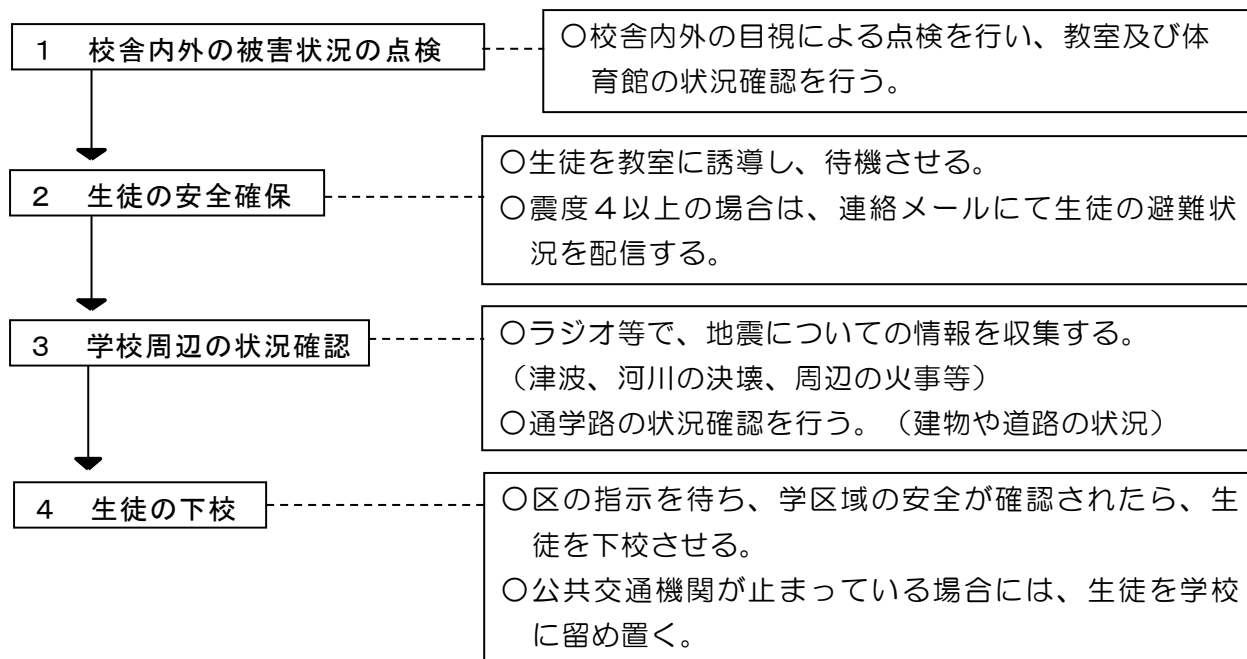 １　校舎内外の被害状況の点検
〇校舎内外の目視による点検を行い、教室及び体
育館の状況確認を行う。
２　生徒の安全確保
〇生徒を教室に誘導し、待機させる。
〇震度４以上の場合は、連絡メールにて生徒の避難状
況を配信する。
３　学校周辺の状況確認
〇ラジオ等で、地震についての情報を収集する。
（津波、河川の決壊、周辺の火事等）
〇通学路の状況確認を行う。（建物や道路の状況）
４　生徒の下校
〇区の指示を待ち、学区域の安全が確認されたら、生
徒を下校させる。
〇公共交通機関が止まっている場合には、生徒を学校
に留め置く。